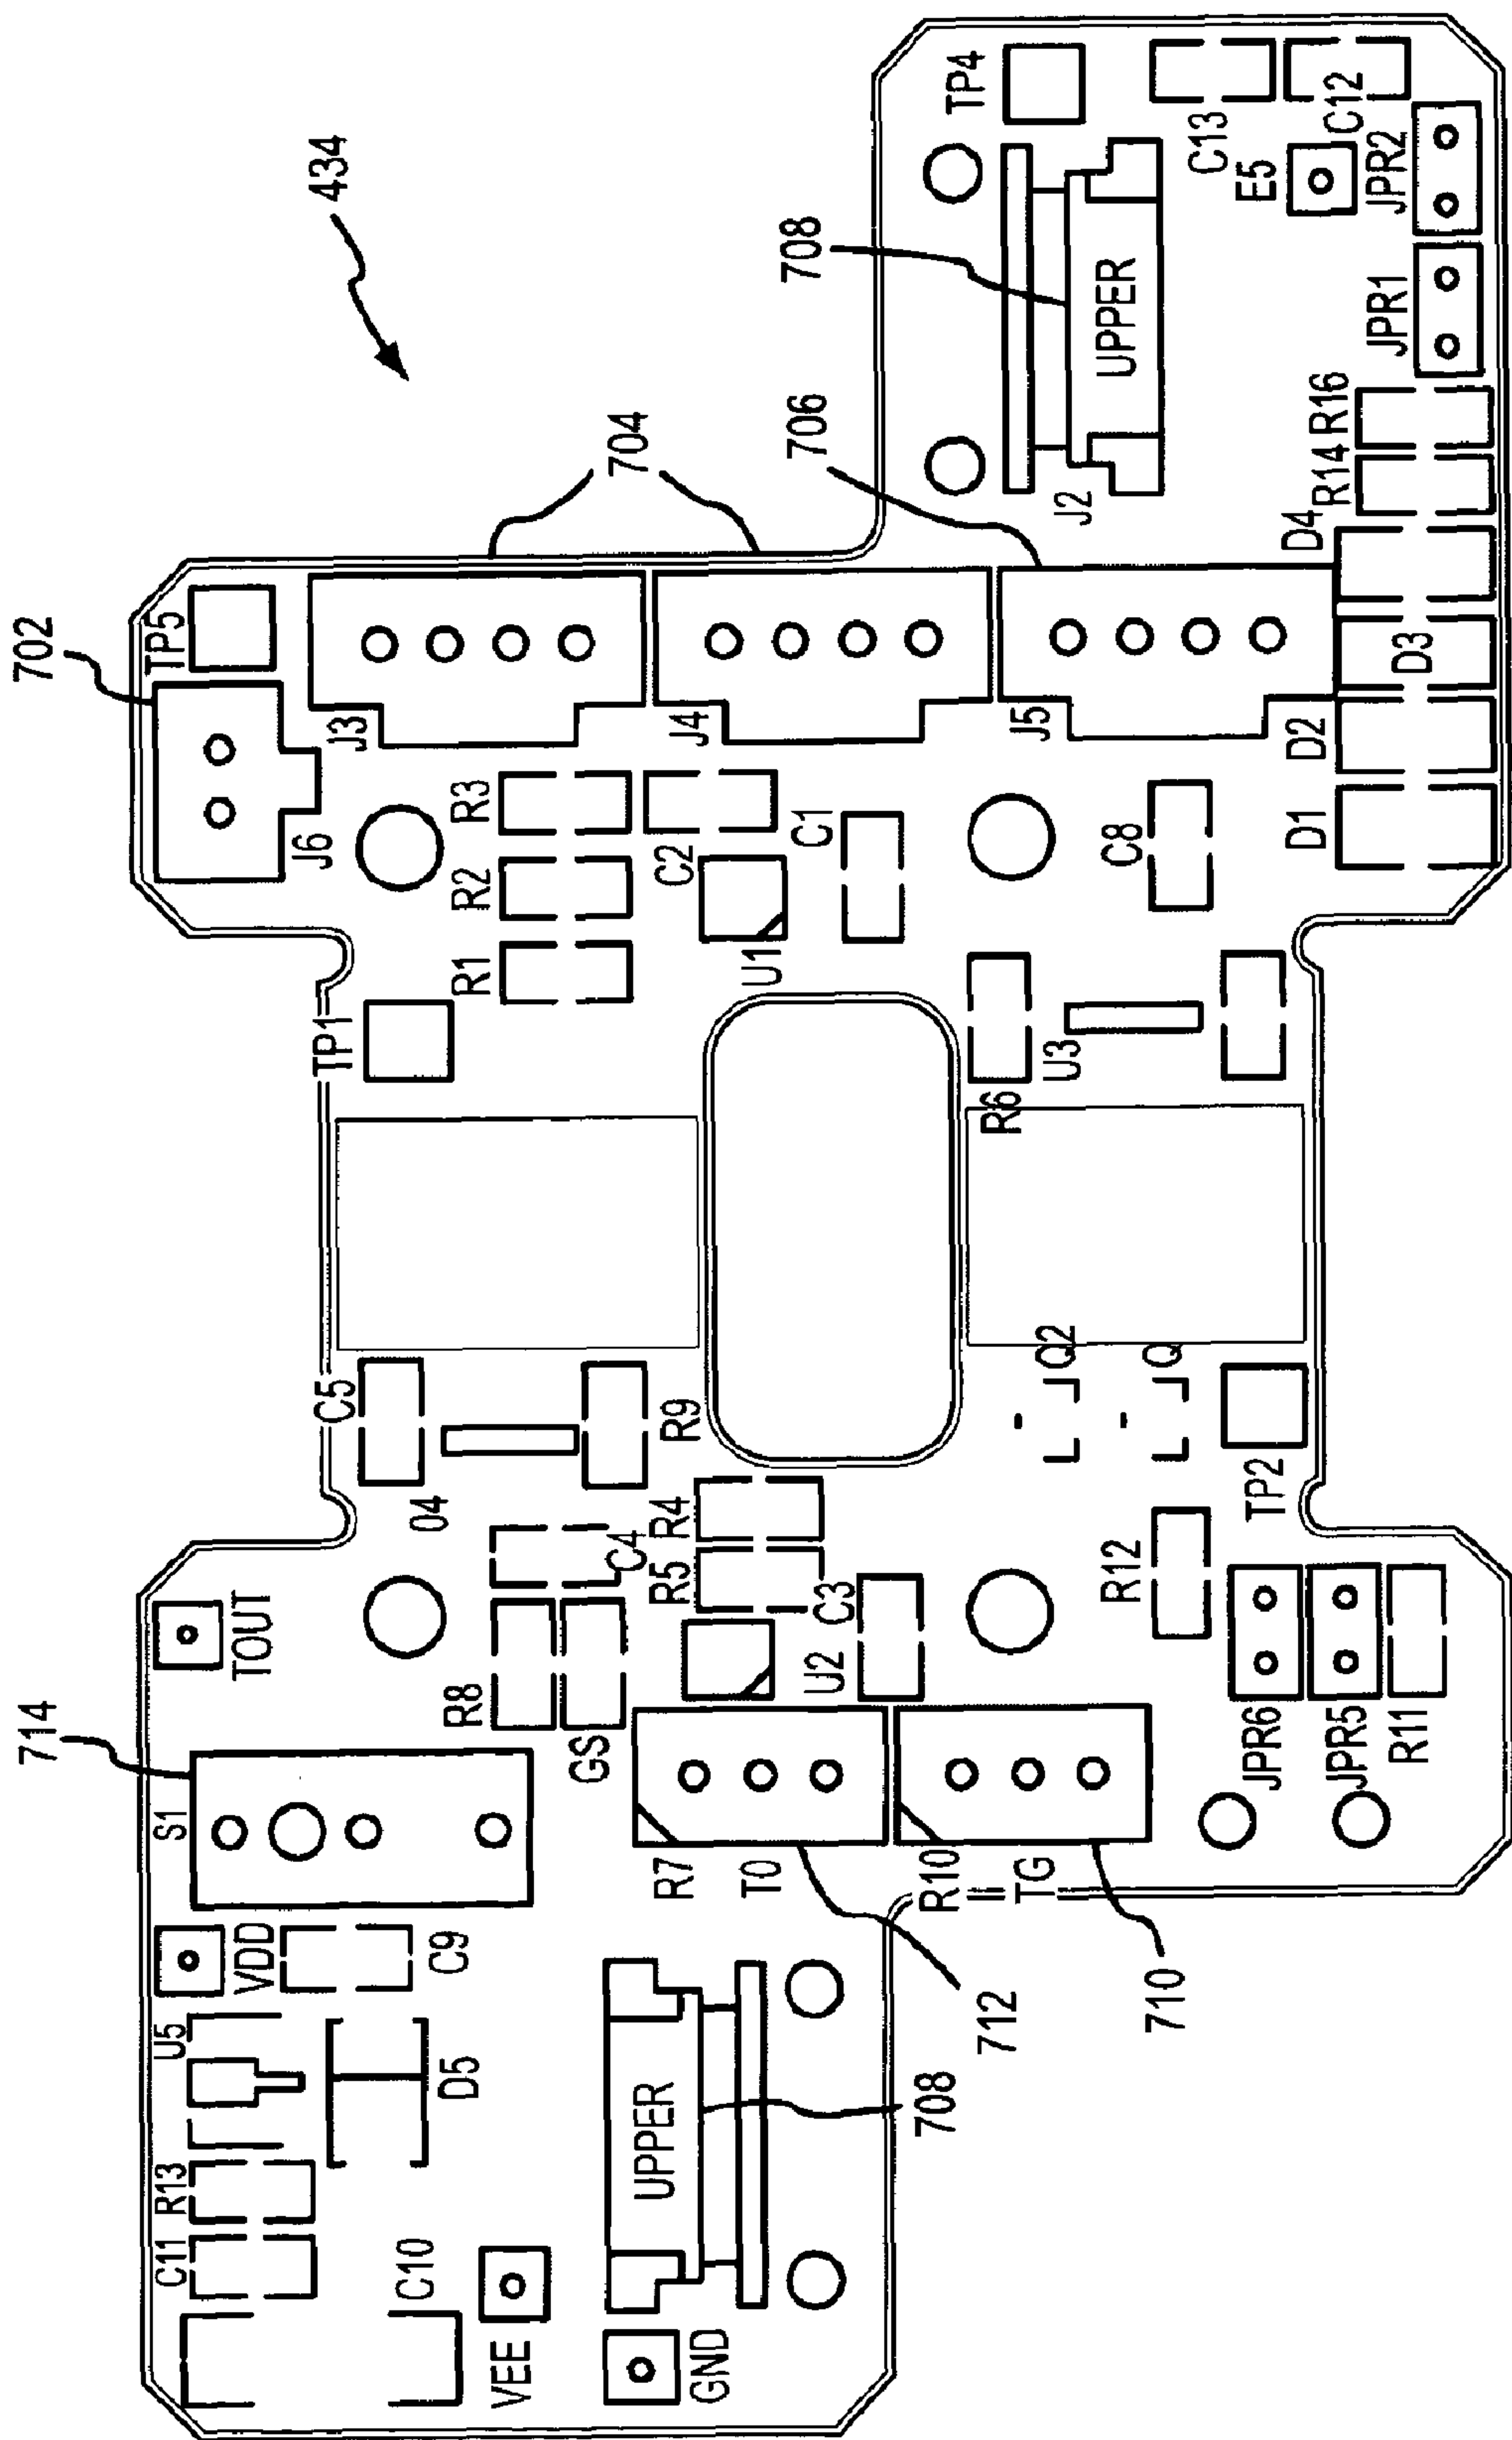 434
702
704
706
708
714
TP5
J6
J3
J4
J5
R3
R2
R1
C2
U1
C1
TP1
C8
R6
U3
D1
D2
D3
D4
R14
R16
J2
UPPER
TP4
C13
C12
E5
JPR2
JPR1
C5
04
R9
R4
R5
C4
C3
U2
R8
GS
TOUT
S1
Q2
Q
TP2
R12
JPR6
JPR5
R11
R7
TO
R10
TG
712
710
VDD
C9
U5
D5
R13
C11
C10
VEE
GND
UPPER
708